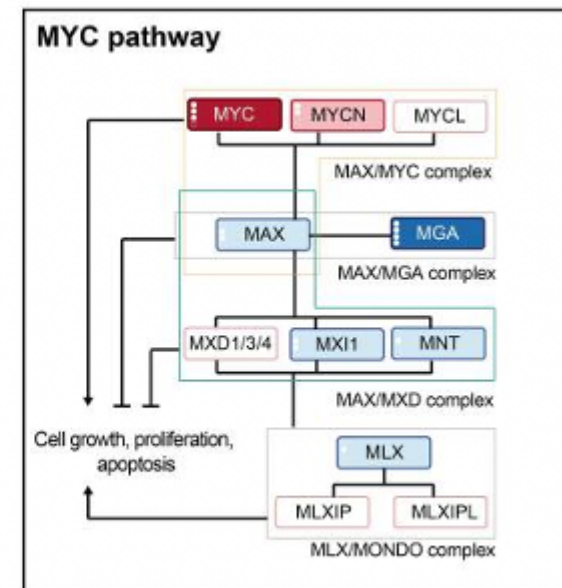 MYC pathway
MYC MYCN MYCL
MAX/MYC complex
MAX MGA
MAX/MGA complex
MXD1/3/4 MXI1 MNT
MAX/MXD complex
Cell growth, proliferation,
apoptosis
MLX
MLXIP MLXIPL
MLX/MONDO complex